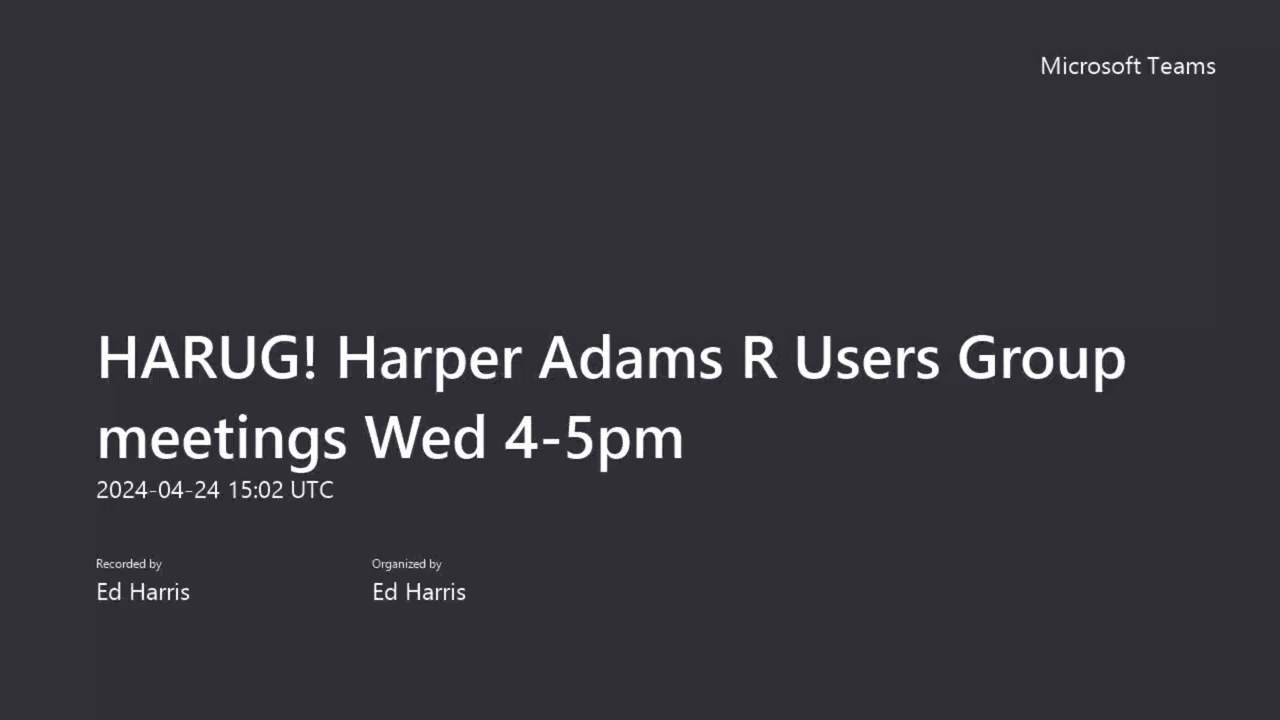 Microsoft Teams
HARUG! Harper Adams R Users Group
meetings Wed 4-5pm
2024-04-24 15:02 UTC
Recorded by
Ed Harris
Organized by
Ed Harris